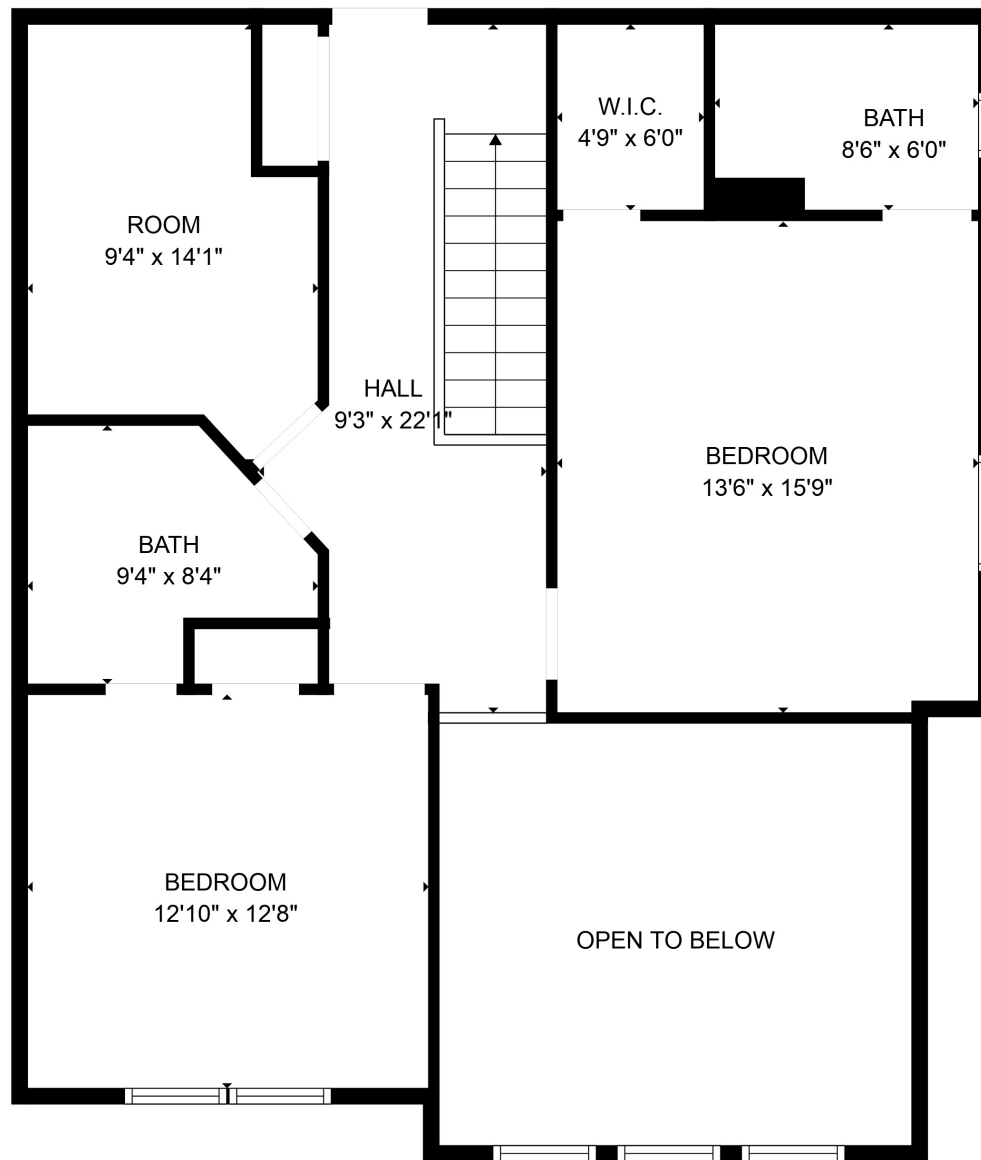 W.I.C.
4'9" x 6'0"
BATH
8'6" x 6'0"
ROOM
9'4" x 14'1"
HALL
9'3" x 22'1"
BEDROOM
13'6" x 15'9"
BATH
9'4" x 8'4"
BEDROOM
12'10" x 12'8"
OPEN TO BELOW